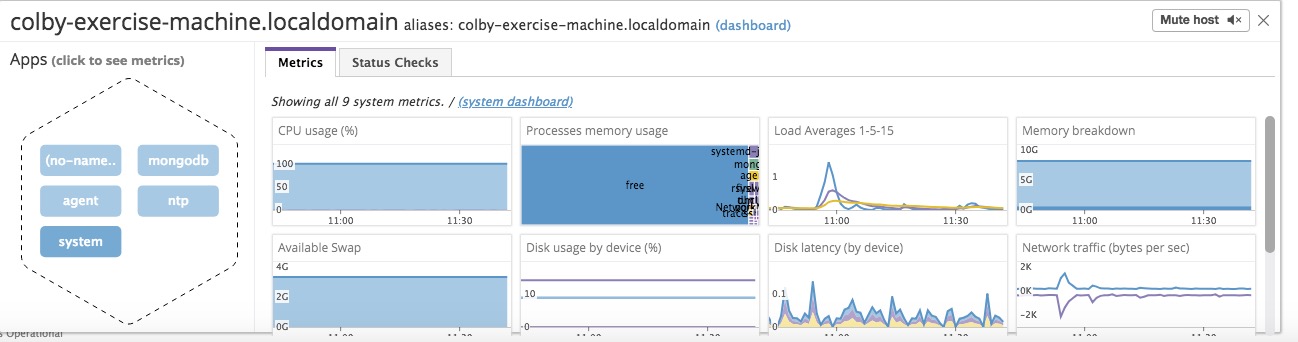 colby-exercise-machine.localdomain aliases: colby-exercise-machine.localdomain (dashboard)
Mute host
Apps (click to see metrics)
(no-name..
mongodb
agent
ntp
system
Metrics
Status Checks
Showing all 9 system metrics. / (system dashboard)
CPU usage (%)
100
50
0
11:00
11:30
Processes memory usage
free
systemd-j
mong
age
Load Averages 1-5-15
1
0
11:00
11:30
Memory breakdown
10G
5G
0G
11:00
11:30
Available Swap
4G
2G
0G
Disk usage by device (%)
10
0
Disk latency (by device)
0.1
0
Network traffic (bytes per sec)
2K
0K
-2K
Operational